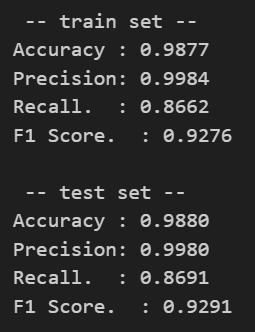 -- train set --
Accuracy : 0.9877
Precision: 0.9984
Recall.  : 0.8662
F1 Score.  : 0.9276
-- test set --
Accuracy : 0.9880
Precision: 0.9980
Recall.  : 0.8691
F1 Score.  : 0.9291